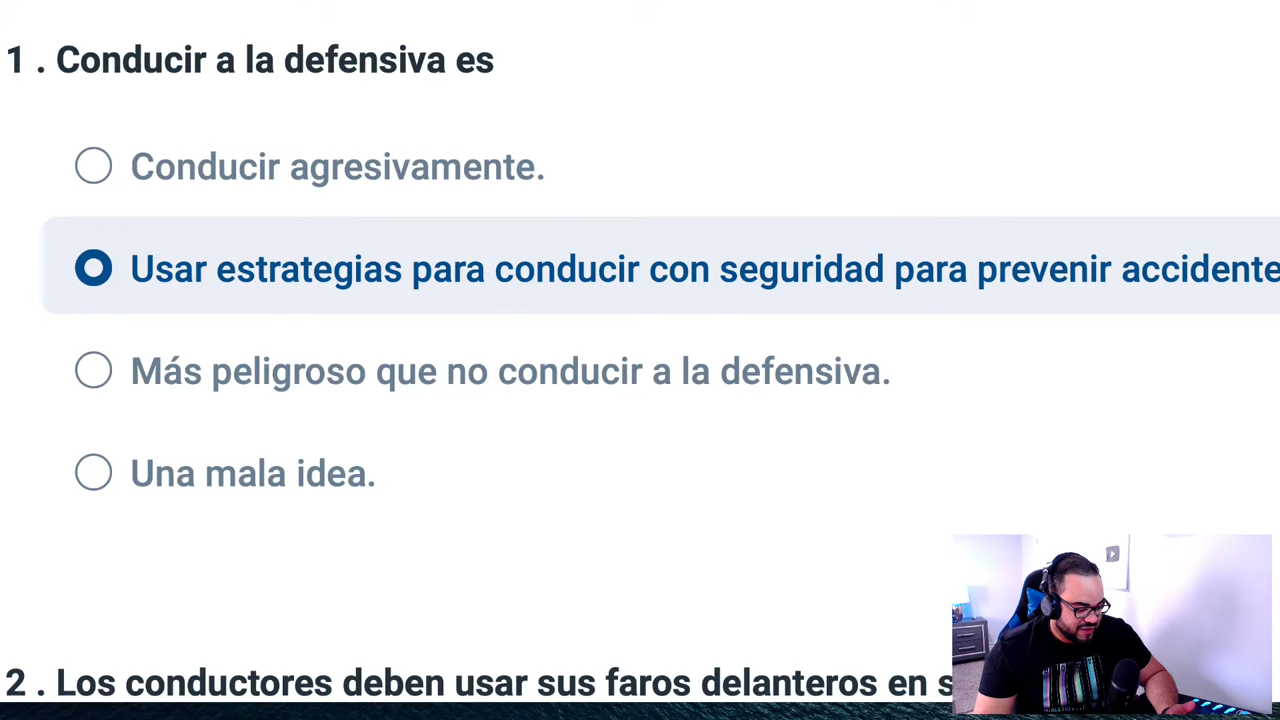 1 . Conducir a la defensiva es
Conducir agresivamente.
Usar estrategias para conducir con seguridad para prevenir accidente
Más peligroso que no conducir a la defensiva.
Una mala idea.
2 . Los conductores deben usar sus faros delanteros en s